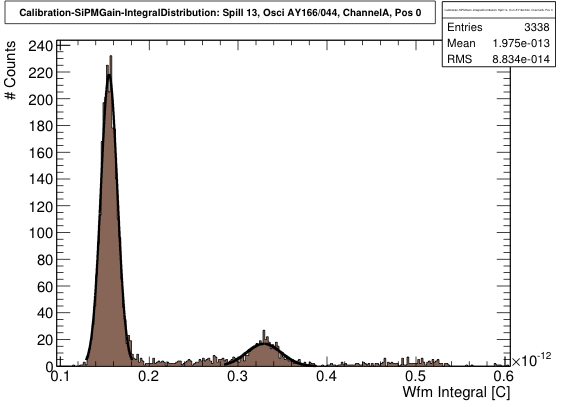 Calibration-SiPMGain-IntegralDistribution: Spill 13, Osci AY166/044, ChannelA, Pos 0
Entries 3338
Mean 1.975e-013
RMS 8.834e-014
# Counts
240
220
200
180
160
140
120
100
80
60
40
20
0
0.1 0.2 0.3 0.4 0.5 0.6
×10-12
Wfm Integral [C]